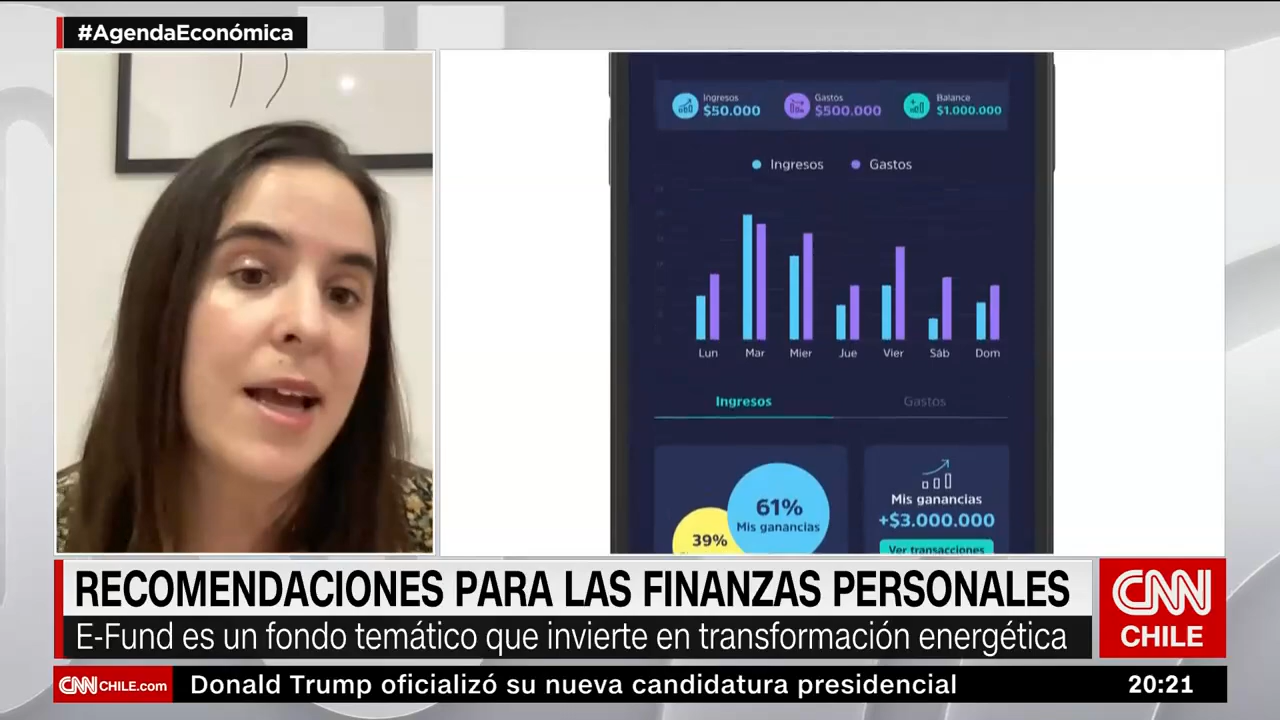 #AgendaEconómica
Ingresos
$50.000
Gastos
$500.000
Balance
$1.000.000
Ingresos Gastos
Lun Mar Mier Jue Vier Sáb Dom
Ingresos Gastos
61%
Mis ganancias
39%
Mis ganancias
+$3.000.000
Ver transacciones
RECOMENDACIONES PARA LAS FINANZAS PERSONALES
E-Fund es un fondo temático que invierte en transformación energética
CNN
CHILE
CNNCHILE.com Donald Trump oficializó su nueva candidatura presidencial 20:21